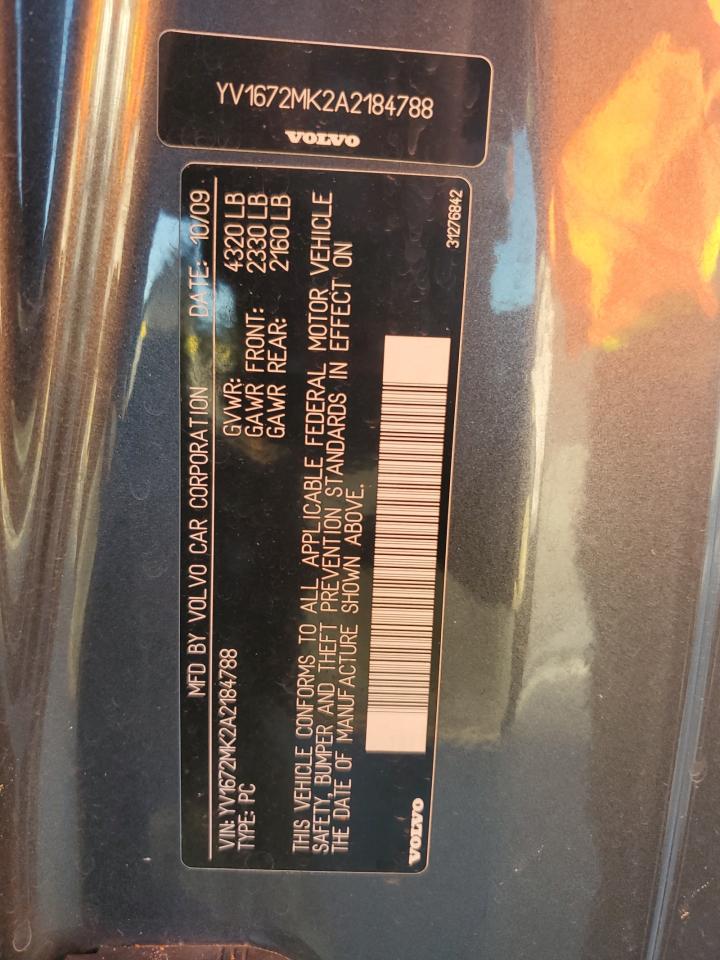 YV1672MK2A2184788
VOLVO
MFD BY VOLVO CAR CORPORATION DATE: 10/09
VIN: YV1672MK2A2184788 GVWR: 4320 LB
TYPE: PC GAWR FRONT: 2330 LB
GAWR REAR: 2160 LB
THIS VEHICLE CONFORMS TO ALL APPLICABLE FEDERAL MOTOR VEHICLE
SAFETY, BUMPER AND THEFT PREVENTION STANDARDS IN EFFECT ON
THE DATE OF MANUFACTURE SHOWN ABOVE.
VOLVO 31276842